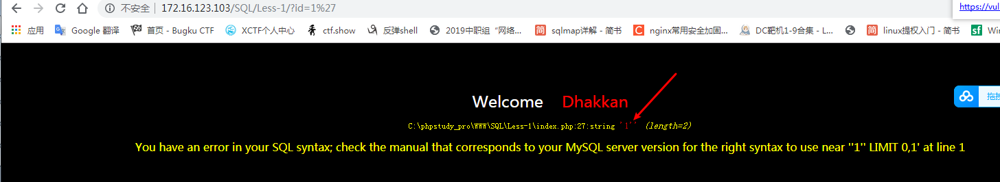 https://vul
不安全 | 172.16.123.103/SQL/Less-1/?id=1%27
应用 Google 翻译 首页 - Bugku CTF XCTF个人中心 ctf.show 反弹shell 2019中职组“网络... 简 sqlmap详解 - 简书 C nginx常用安全加固... DC靶机1-9合集 - L... 简 linux提权入门 - 简书 sf Win
Welcome Dhakkan
拖拽
C:\phpstudy_pro\WWW\SQL\Less-1\index.php:27:string '1'' (length=2)
You have an error in your SQL syntax; check the manual that corresponds to your MySQL server version for the right syntax to use near ''1'' LIMIT 0,1' at line 1